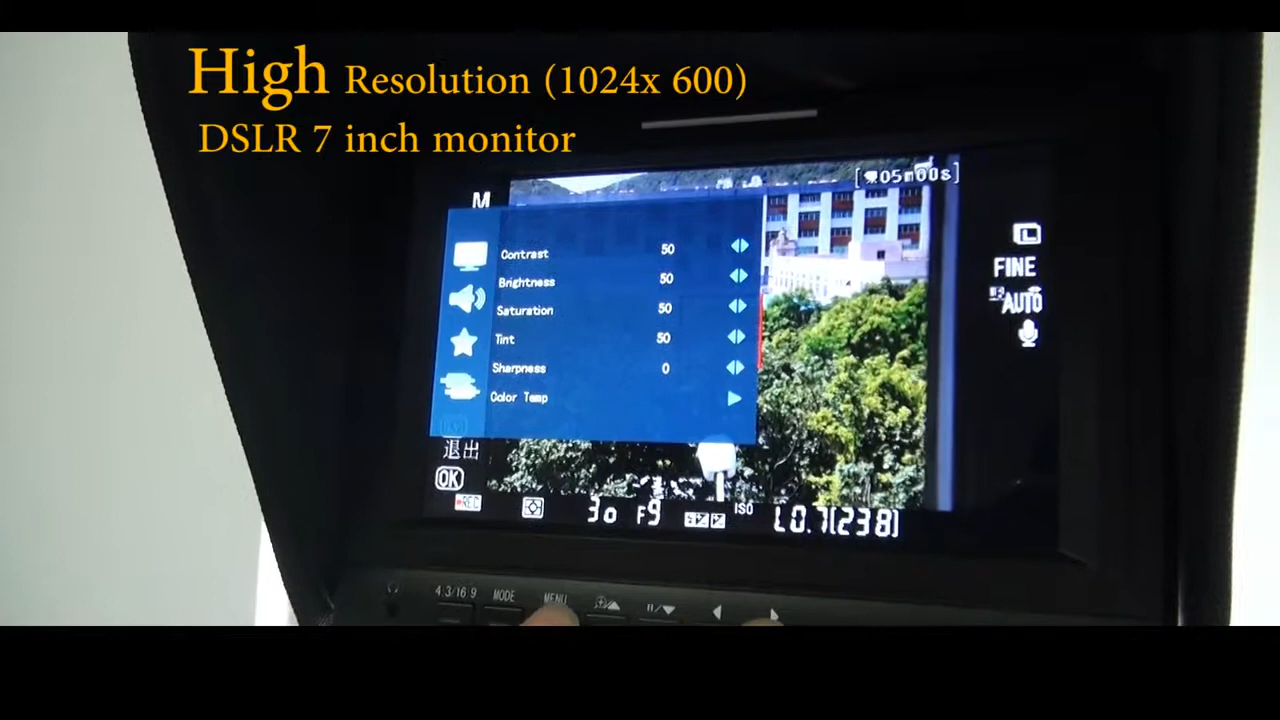 High Resolution (1024x 600)
DSLR 7 inch monitor
M
05m00s
Contrast 50
Brightness 50
Saturation 50
Tint 50
Sharpness 0
Color Temp
L
FINE
AUTO
退出
OK
REC
30 F9 ISO L0.7[238]
4:3/16:9 MODE MENU